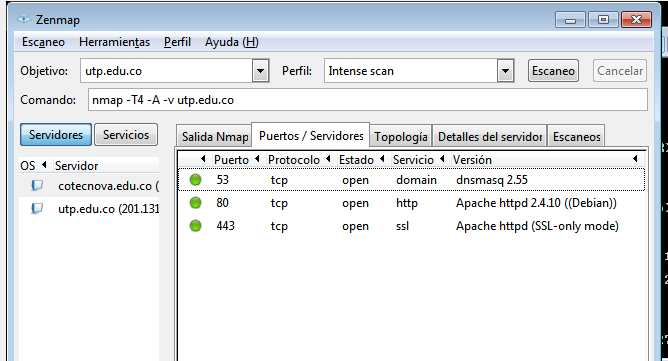 Zenmap
Escaneo Herramientas Perfil Ayuda (H)
Objetivo: utp.edu.co Perfil: Intense scan Escaneo Cancelar
Comando: nmap -T4 -A -v utp.edu.co
Servidores Servicios Salida Nmap Puertos / Servidores Topología Detalles del servidor Escaneos
OS Servidor Puerto Protocolo Estado Servicio Versión
cotecnova.edu.co ( 53 tcp open domain dnsmasq 2.55
utp.edu.co (201.131 80 tcp open http Apache httpd 2.4.10 ((Debian))
443 tcp open ssl Apache httpd (SSL-only mode)